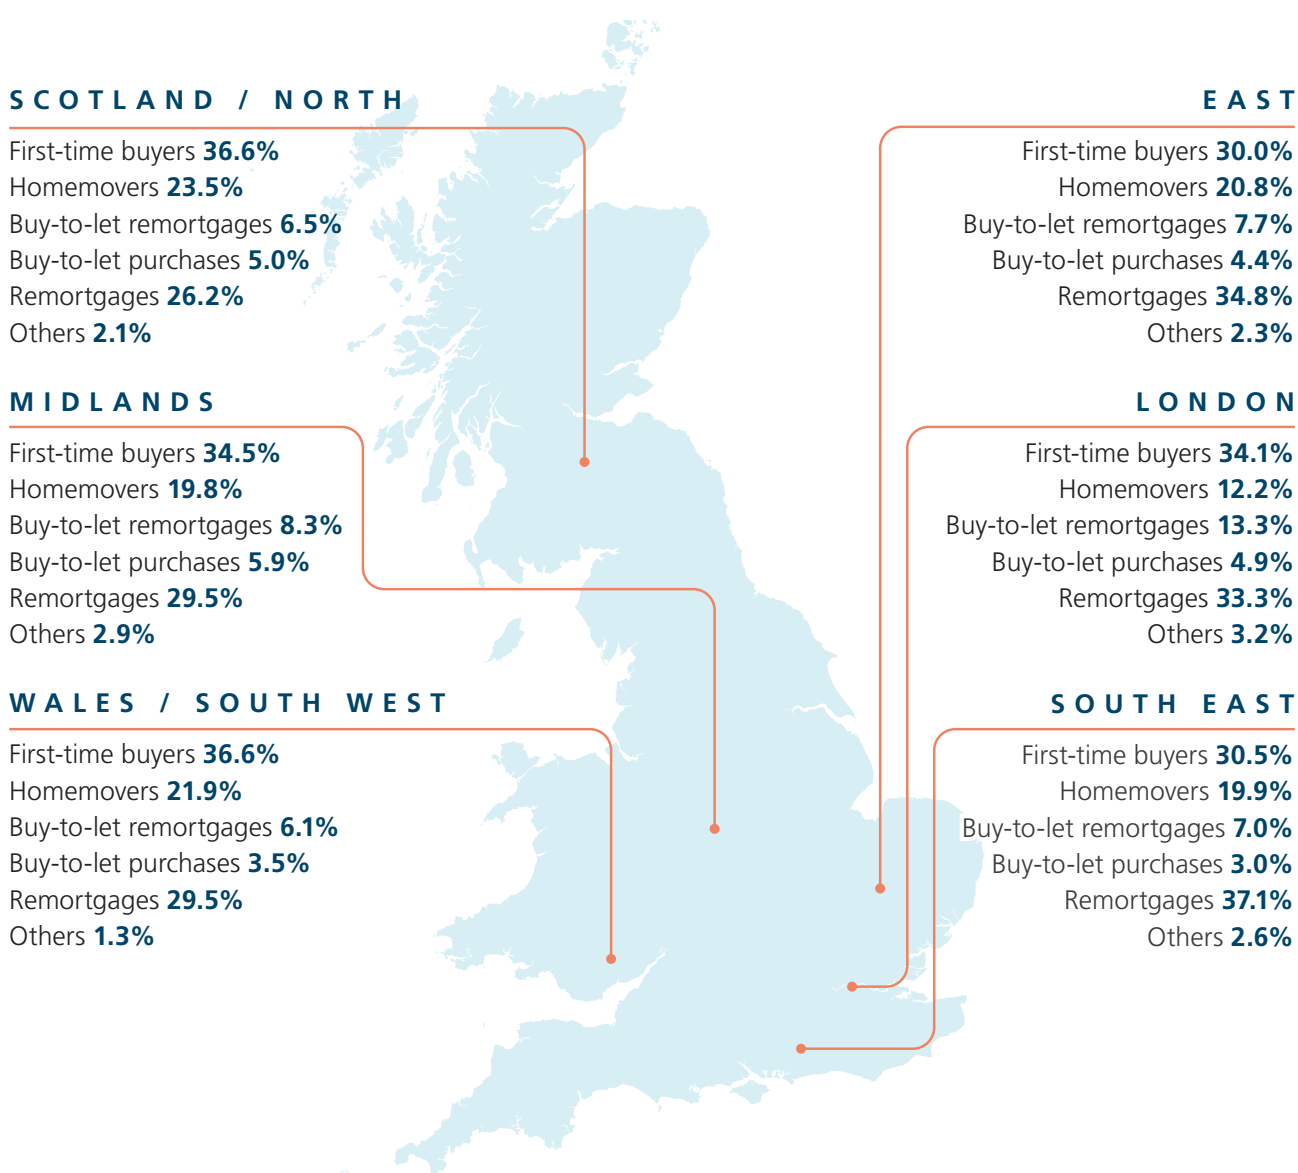 SCOTLAND / NORTH
First-time buyers 36.6%
Homemovers 23.5%
Buy-to-let remortgages 6.5%
Buy-to-let purchases 5.0%
Remortgages 26.2%
Others 2.1%
MIDLANDS
First-time buyers 34.5%
Homemovers 19.8%
Buy-to-let remortgages 8.3%
Buy-to-let purchases 5.9%
Remortgages 29.5%
Others 2.9%
WALES / SOUTH WEST
First-time buyers 36.6%
Homemovers 21.9%
Buy-to-let remortgages 6.1%
Buy-to-let purchases 3.5%
Remortgages 29.5%
Others 1.3%
EAST
First-time buyers 30.0%
Homemovers 20.8%
Buy-to-let remortgages 7.7%
Buy-to-let purchases 4.4%
Remortgages 34.8%
Others 2.3%
LONDON
First-time buyers 34.1%
Homemovers 12.2%
Buy-to-let remortgages 13.3%
Buy-to-let purchases 4.9%
Remortgages 33.3%
Others 3.2%
SOUTH EAST
First-time buyers 30.5%
Homemovers 19.9%
Buy-to-let remortgages 7.0%
Buy-to-let purchases 3.0%
Remortgages 37.1%
Others 2.6%